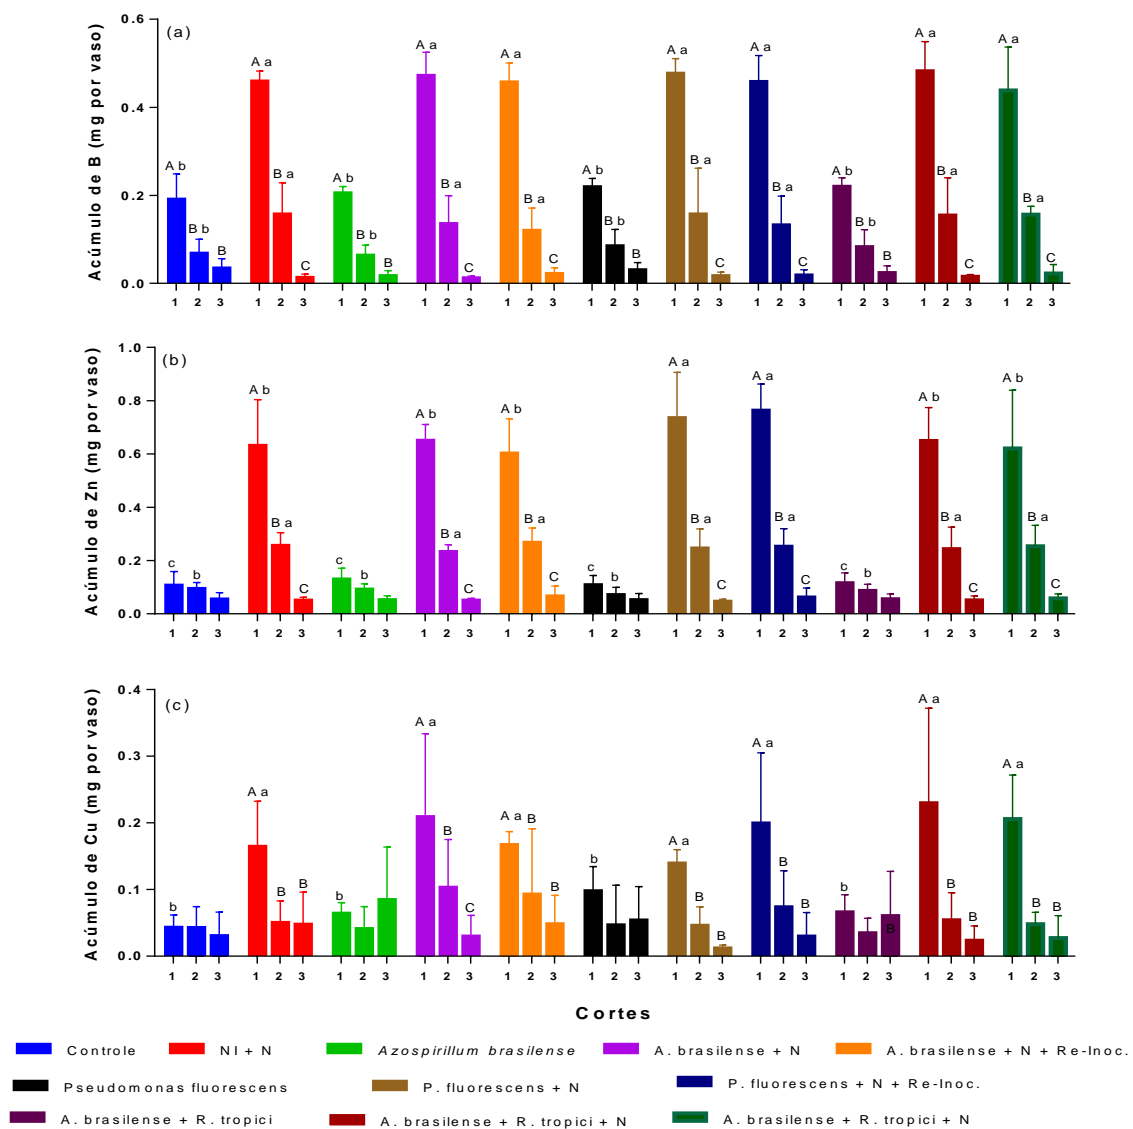 (a)
Acúmulo de B (mg por vaso)
0.6
0.4
0.2
0.0
A b B b B
A a B a C
A b B b B
A a B a C
A a B a C
A b B b B
A a B a C
A a B a C
A b B b B
A a B a C
A a B a C
1 2 3 1 2 3 1 2 3 1 2 3 1 2 3 1 2 3 1 2 3 1 2 3 1 2 3 1 2 3 1 2 3
(b)
Acúmulo de Zn (mg por vaso)
1.0
0.8
0.6
0.4
0.2
0.0
c b
A b B a C
c b
A b B a C
A b B a C
c b
A a B a C
A a B a C
c b
A b B a C
A b B a C
1 2 3 1 2 3 1 2 3 1 2 3 1 2 3 1 2 3 1 2 3 1 2 3 1 2 3 1 2 3 1 2 3
(c)
Acúmulo de Cu (mg por vaso)
0.4
0.3
0.2
0.1
0.0
b
A a B B
b
A a B C
A a B B
b
A a B B
A a B B
b B
A a B B
A a B B
1 2 3 1 2 3 1 2 3 1 2 3 1 2 3 1 2 3 1 2 3 1 2 3 1 2 3 1 2 3 1 2 3
Cortes
Controle NI + N Azospirillum brasilense A. brasilense + N A. brasilense + N + Re-Inoc.
Pseudomonas fluorescens P. fluorescens + N P. fluorescens + N + Re-Inoc.
A. brasilense + R. tropici A. brasilense + R. tropici + N A. brasilense + R. tropici + N